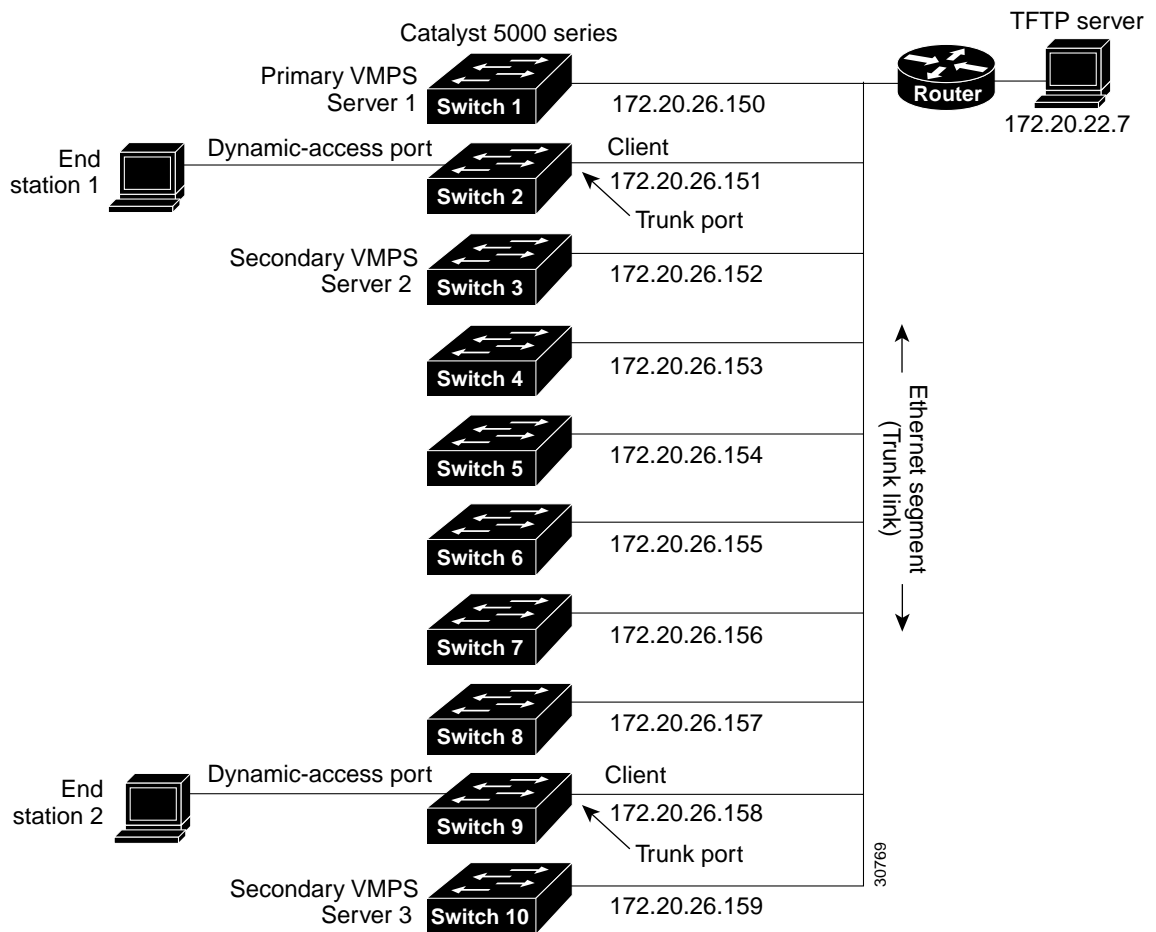 TFTP server
Catalyst 5000 series
Primary VMPS
Server 1
Switch 1
172.20.26.150
Router
172.20.22.7
End
station 1
Dynamic-access port
Switch 2
Client
172.20.26.151
Trunk port
Secondary VMPS
Server 2
Switch 3
172.20.26.152
Switch 4
172.20.26.153
Ethernet segment
(Trunk link)
Switch 5
172.20.26.154
Switch 6
172.20.26.155
Switch 7
172.20.26.156
Switch 8
172.20.26.157
End
station 2
Dynamic-access port
Switch 9
Client
172.20.26.158
Trunk port
30769
Secondary VMPS
Server 3
Switch 10
172.20.26.159